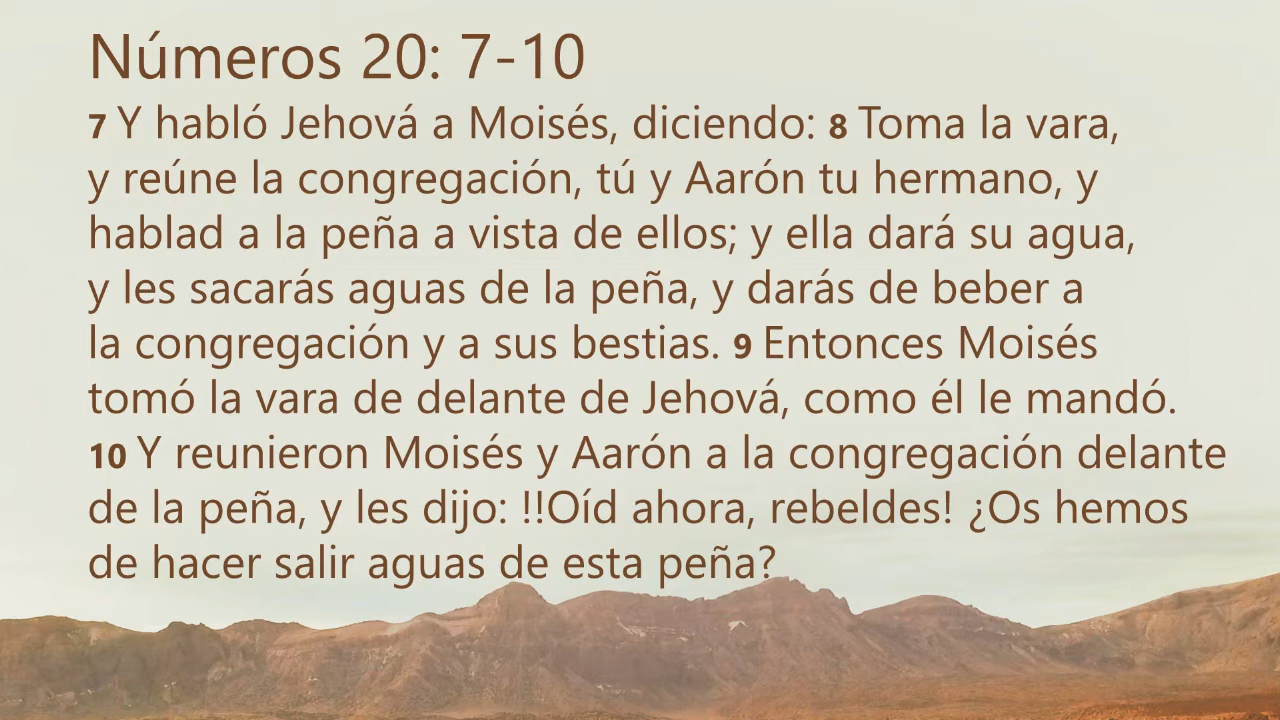 Números 20: 7-10
7 Y habló Jehová a Moisés, diciendo: 8 Toma la vara,
y reúne la congregación, tú y Aarón tu hermano, y
hablad a la peña a vista de ellos; y ella dará su agua,
y les sacarás aguas de la peña, y darás de beber a
la congregación y a sus bestias. 9 Entonces Moisés
tomó la vara de delante de Jehová, como él le mandó.
10 Y reunieron Moisés y Aarón a la congregación delante
de la peña, y les dijo: !!Oíd ahora, rebeldes! ¿Os hemos
de hacer salir aguas de esta peña?